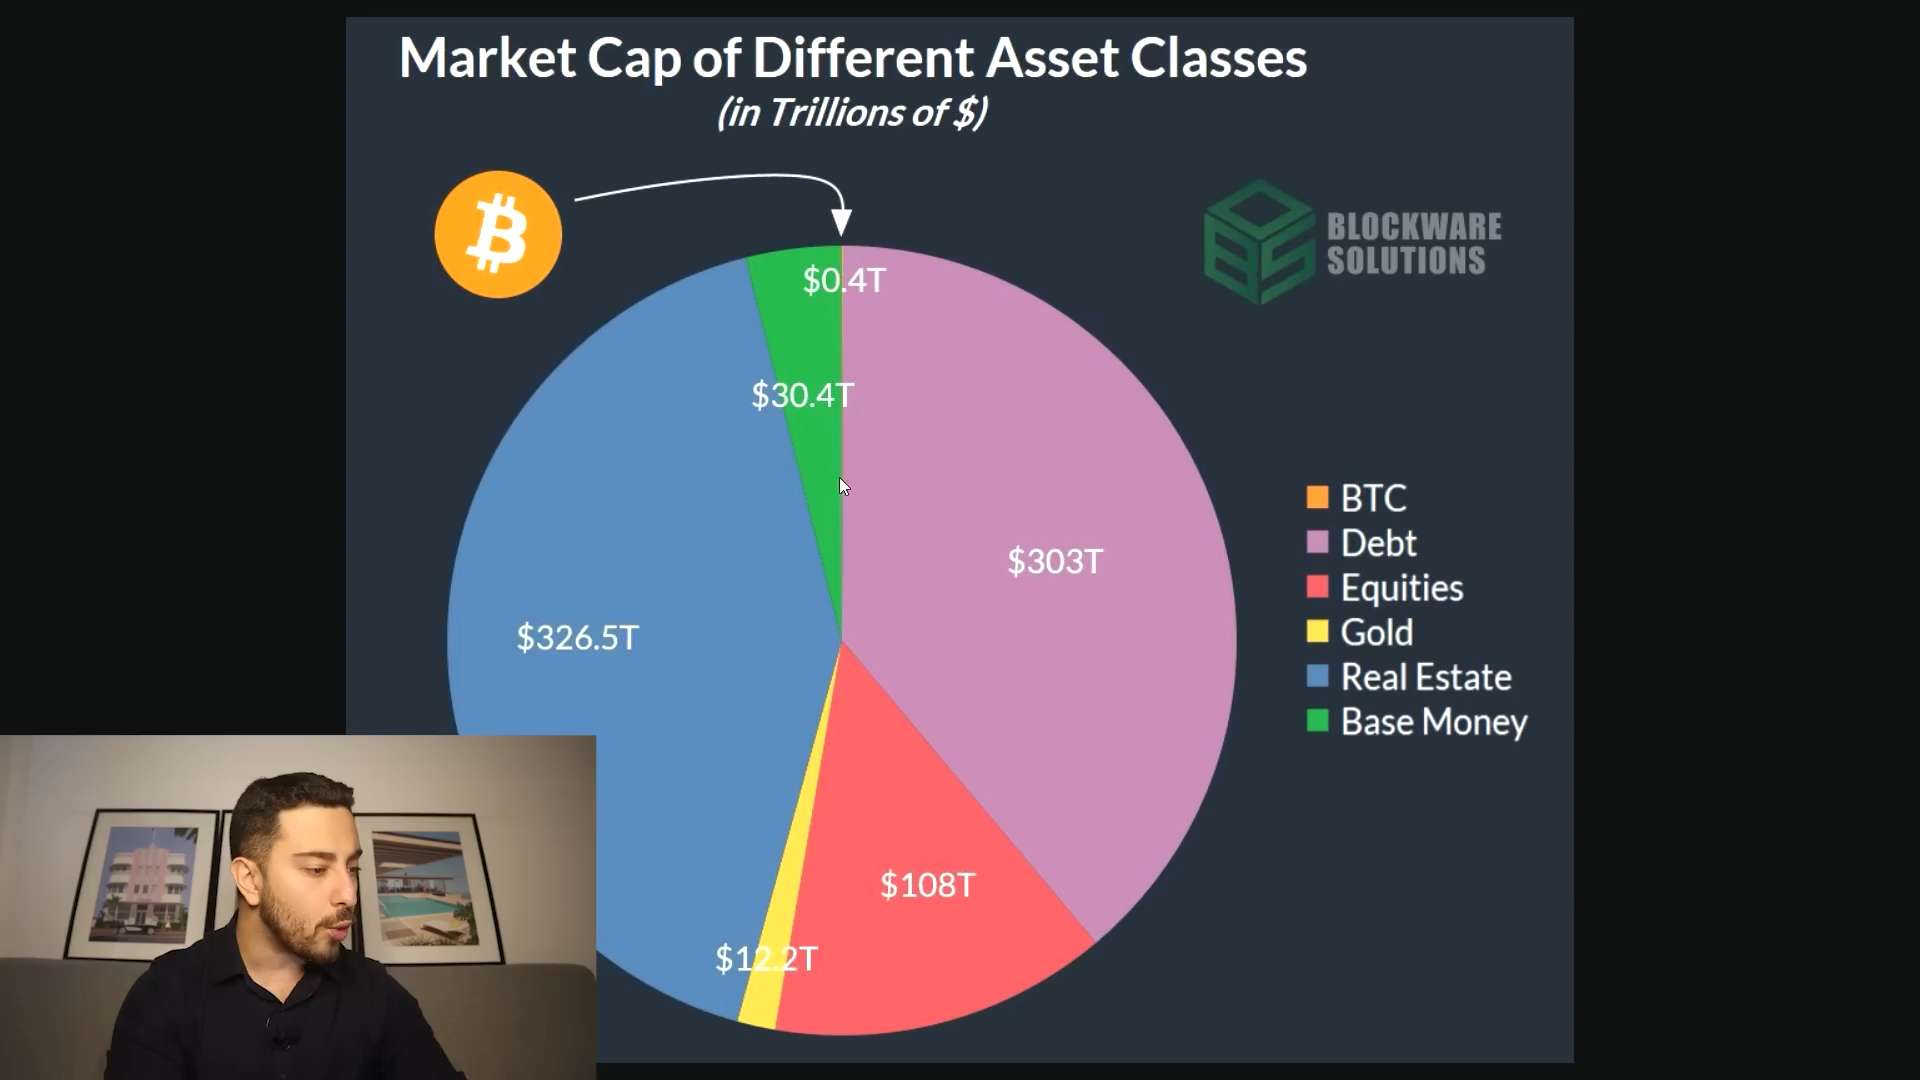 Market Cap of Different Asset Classes
(in Trillions of $)
BLOCKWARE
SOLUTIONS
$0.4T
$30.4T
$303T
$326.5T
$108T
$12.2T
BTC
Debt
Equities
Gold
Real Estate
Base Money